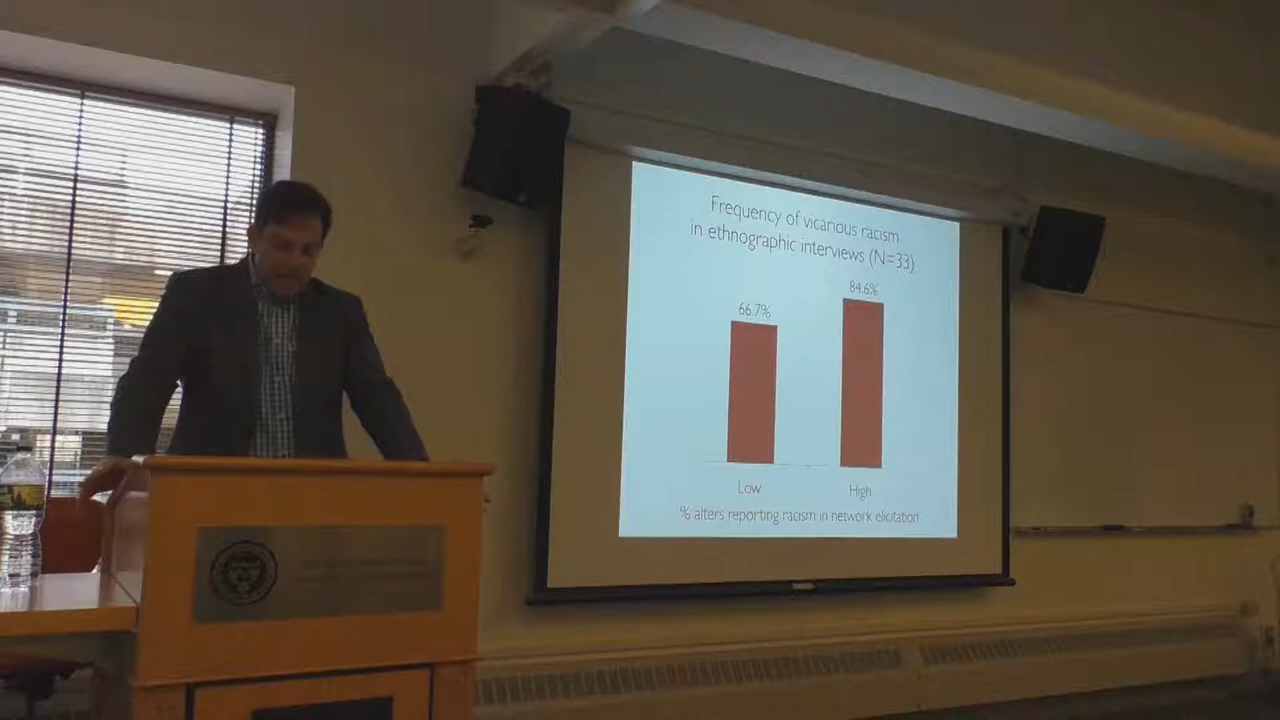 Frequency of vicarious racism
in ethnographic interviews (N=33)
84.6%
66.7%
Low
High
% alters reporting racism in network elicitation